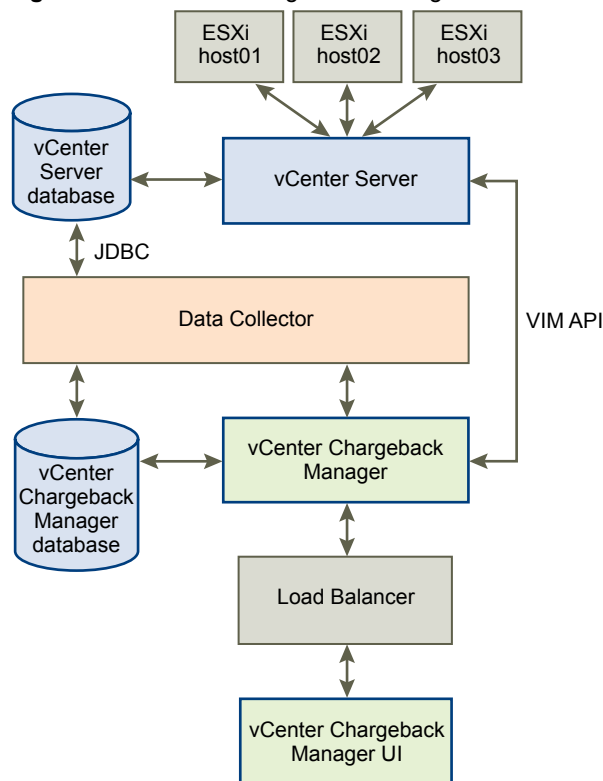 ESXi
host01
ESXi
host02
ESXi
host03
vCenter
Server
database
vCenter Server
JDBC
Data Collector
VIM API
vCenter
Chargeback
Manager
database
vCenter Chargeback
Manager
Load Balancer
vCenter Chargeback
Manager UI